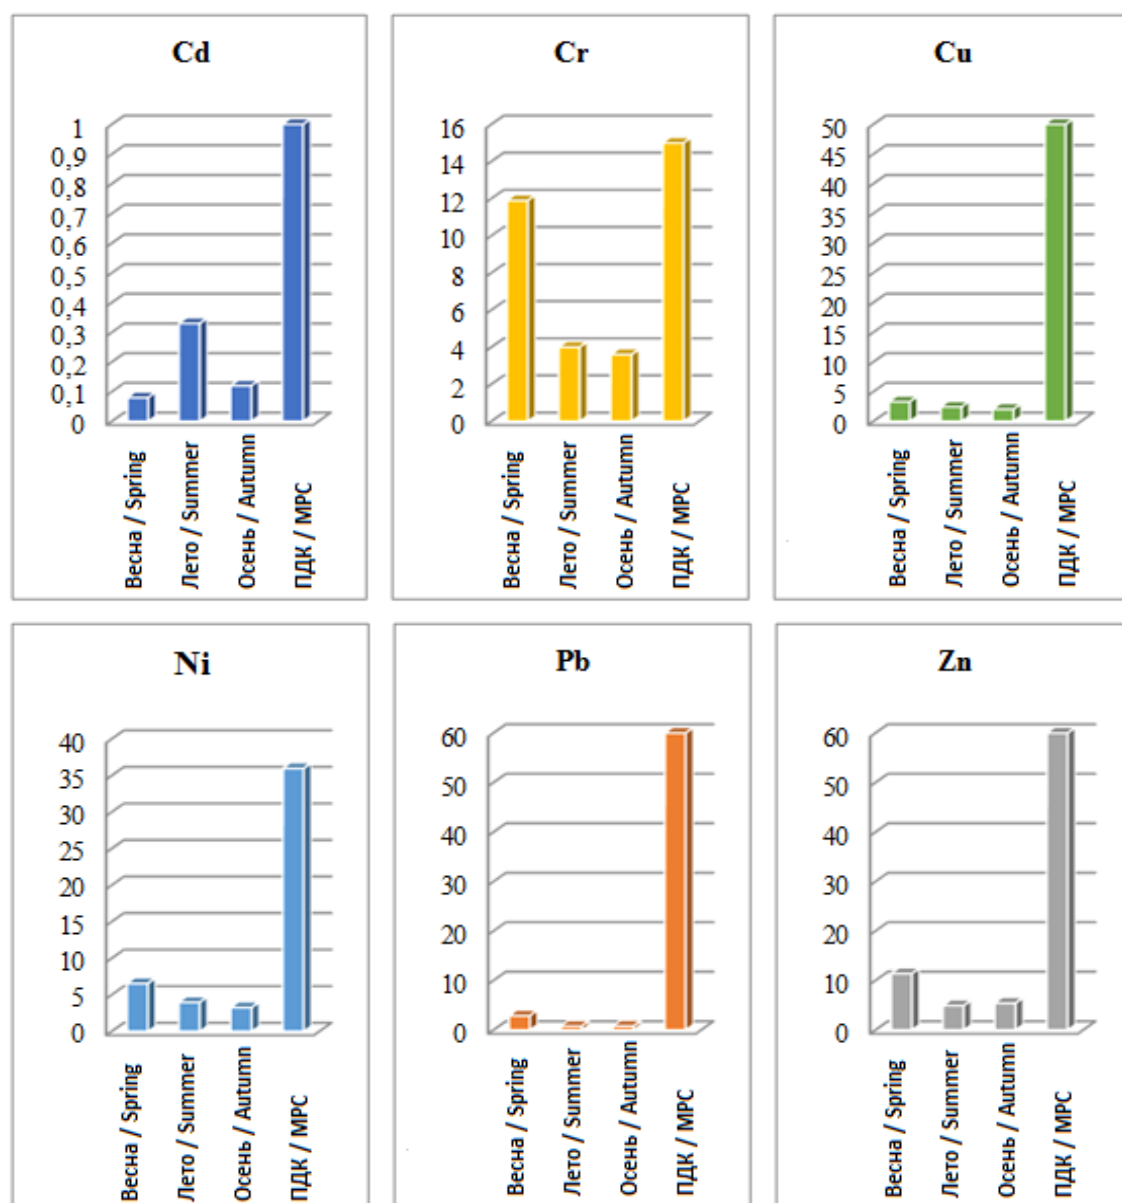 Cd
1
0,9
0,8
0,7
0,6
0,5
0,4
0,3
0,2
0,1
0
Весна / Spring
Лето / Summer
Осень / Autumn
ПДК / MPC
Cr
16
14
12
10
8
6
4
2
0
Весна / Spring
Лето / Summer
Осень / Autumn
ПДК / MPC
Cu
50
45
40
35
30
25
20
15
10
5
0
Весна / Spring
Лето / Summer
Осень / Autumn
ПДК / MPC
Ni
40
35
30
25
20
15
10
5
0
Весна / Spring
Лето / Summer
Осень / Autumn
ПДК / MPC
Pb
60
50
40
30
20
10
0
Весна / Spring
Лето / Summer
Осень / Autumn
ПДК / MPC
Zn
60
50
40
30
20
10
0
Весна / Spring
Лето / Summer
Осень / Autumn
ПДК / MPC